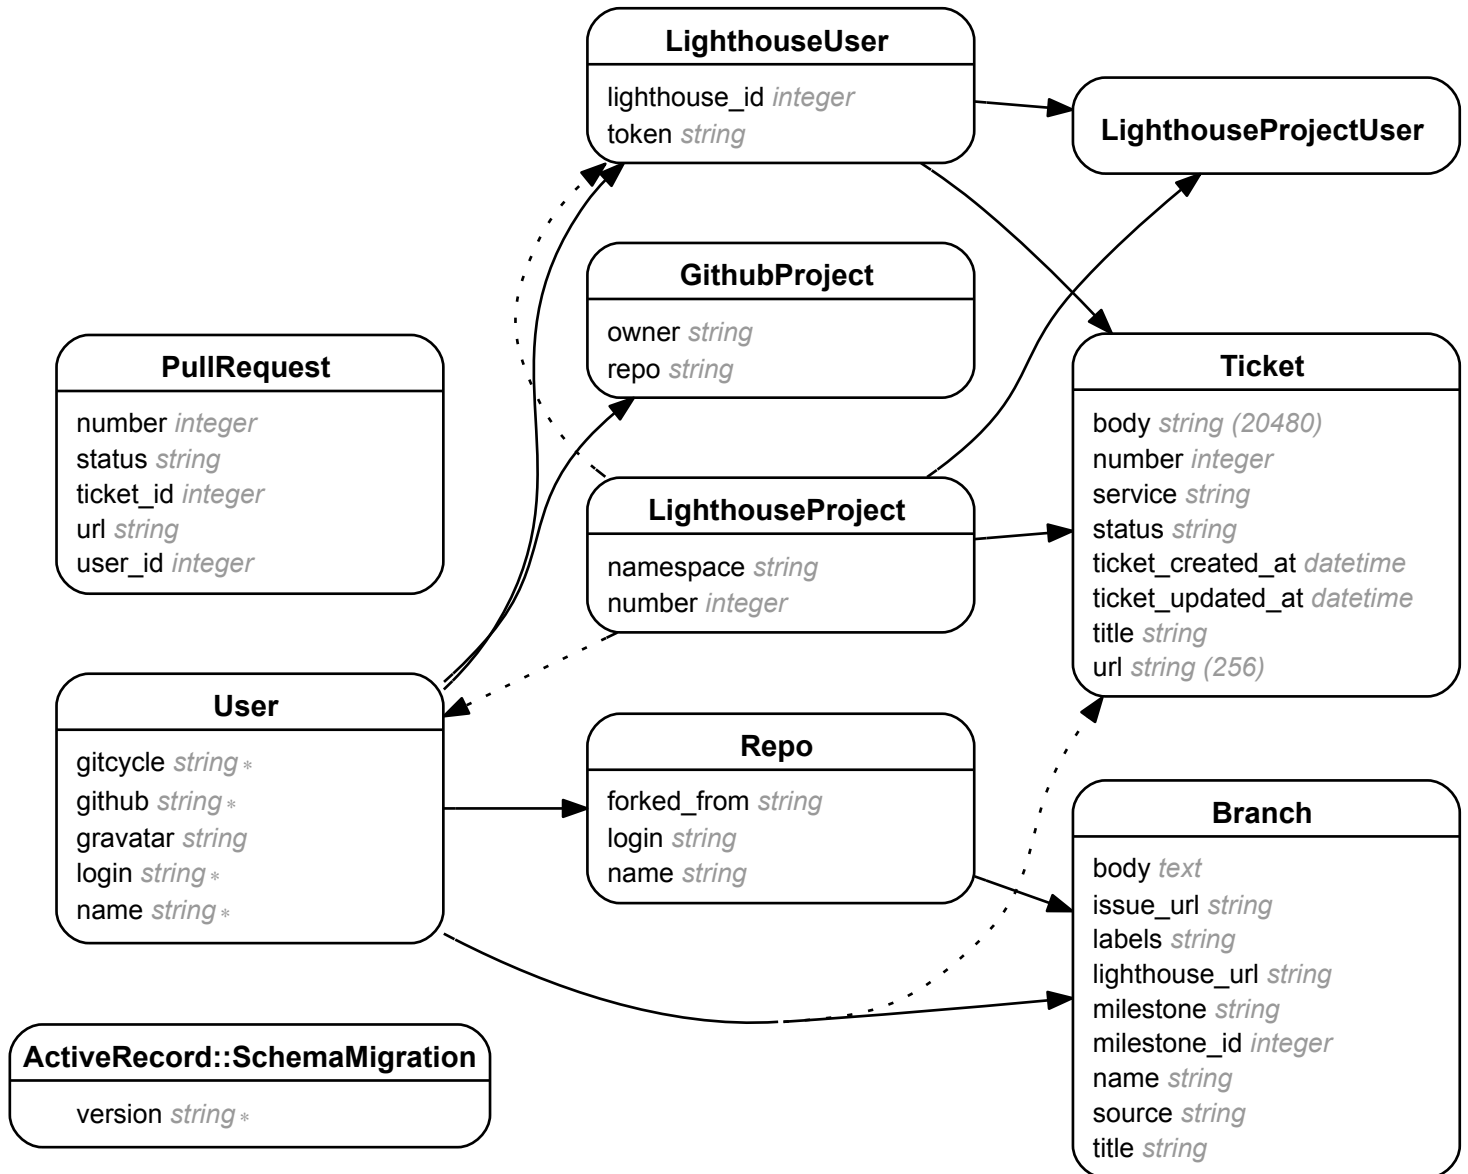 LighthouseUser
lighthouse_id integer
token string
LighthouseProjectUser
GithubProject
owner string
repo string
PullRequest
number integer
status string
ticket_id integer
url string
user_id integer
Ticket
body string (20480)
number integer
service string
status string
ticket_created_at datetime
ticket_updated_at datetime
title string
url string (256)
LighthouseProject
namespace string
number integer
User
gitcycle string *
github string *
gravatar string
login string *
name string *
Repo
forked_from string
login string
name string
Branch
body text
issue_url string
labels string
lighthouse_url string
milestone string
milestone_id integer
name string
source string
title string
ActiveRecord::SchemaMigration
version string *